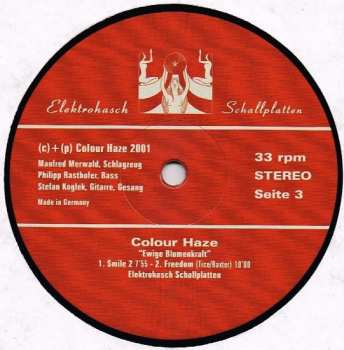 Elektrohasch Schallplatten
(c)+(p) Colour Haze 2001
Manfred Merwald, Schlagzeug
Philipp Rasthofer, Bass
Stefan Koglek, Gitarre, Gesang
Made in Germany
33 rpm
STEREO
Seite 3
Colour Haze
"Ewige Blumenkraft"
1. Smile 2 7'55 - 2. Freedom (Tice/Baxter) 10'00
Elektrohasch Schallplatten